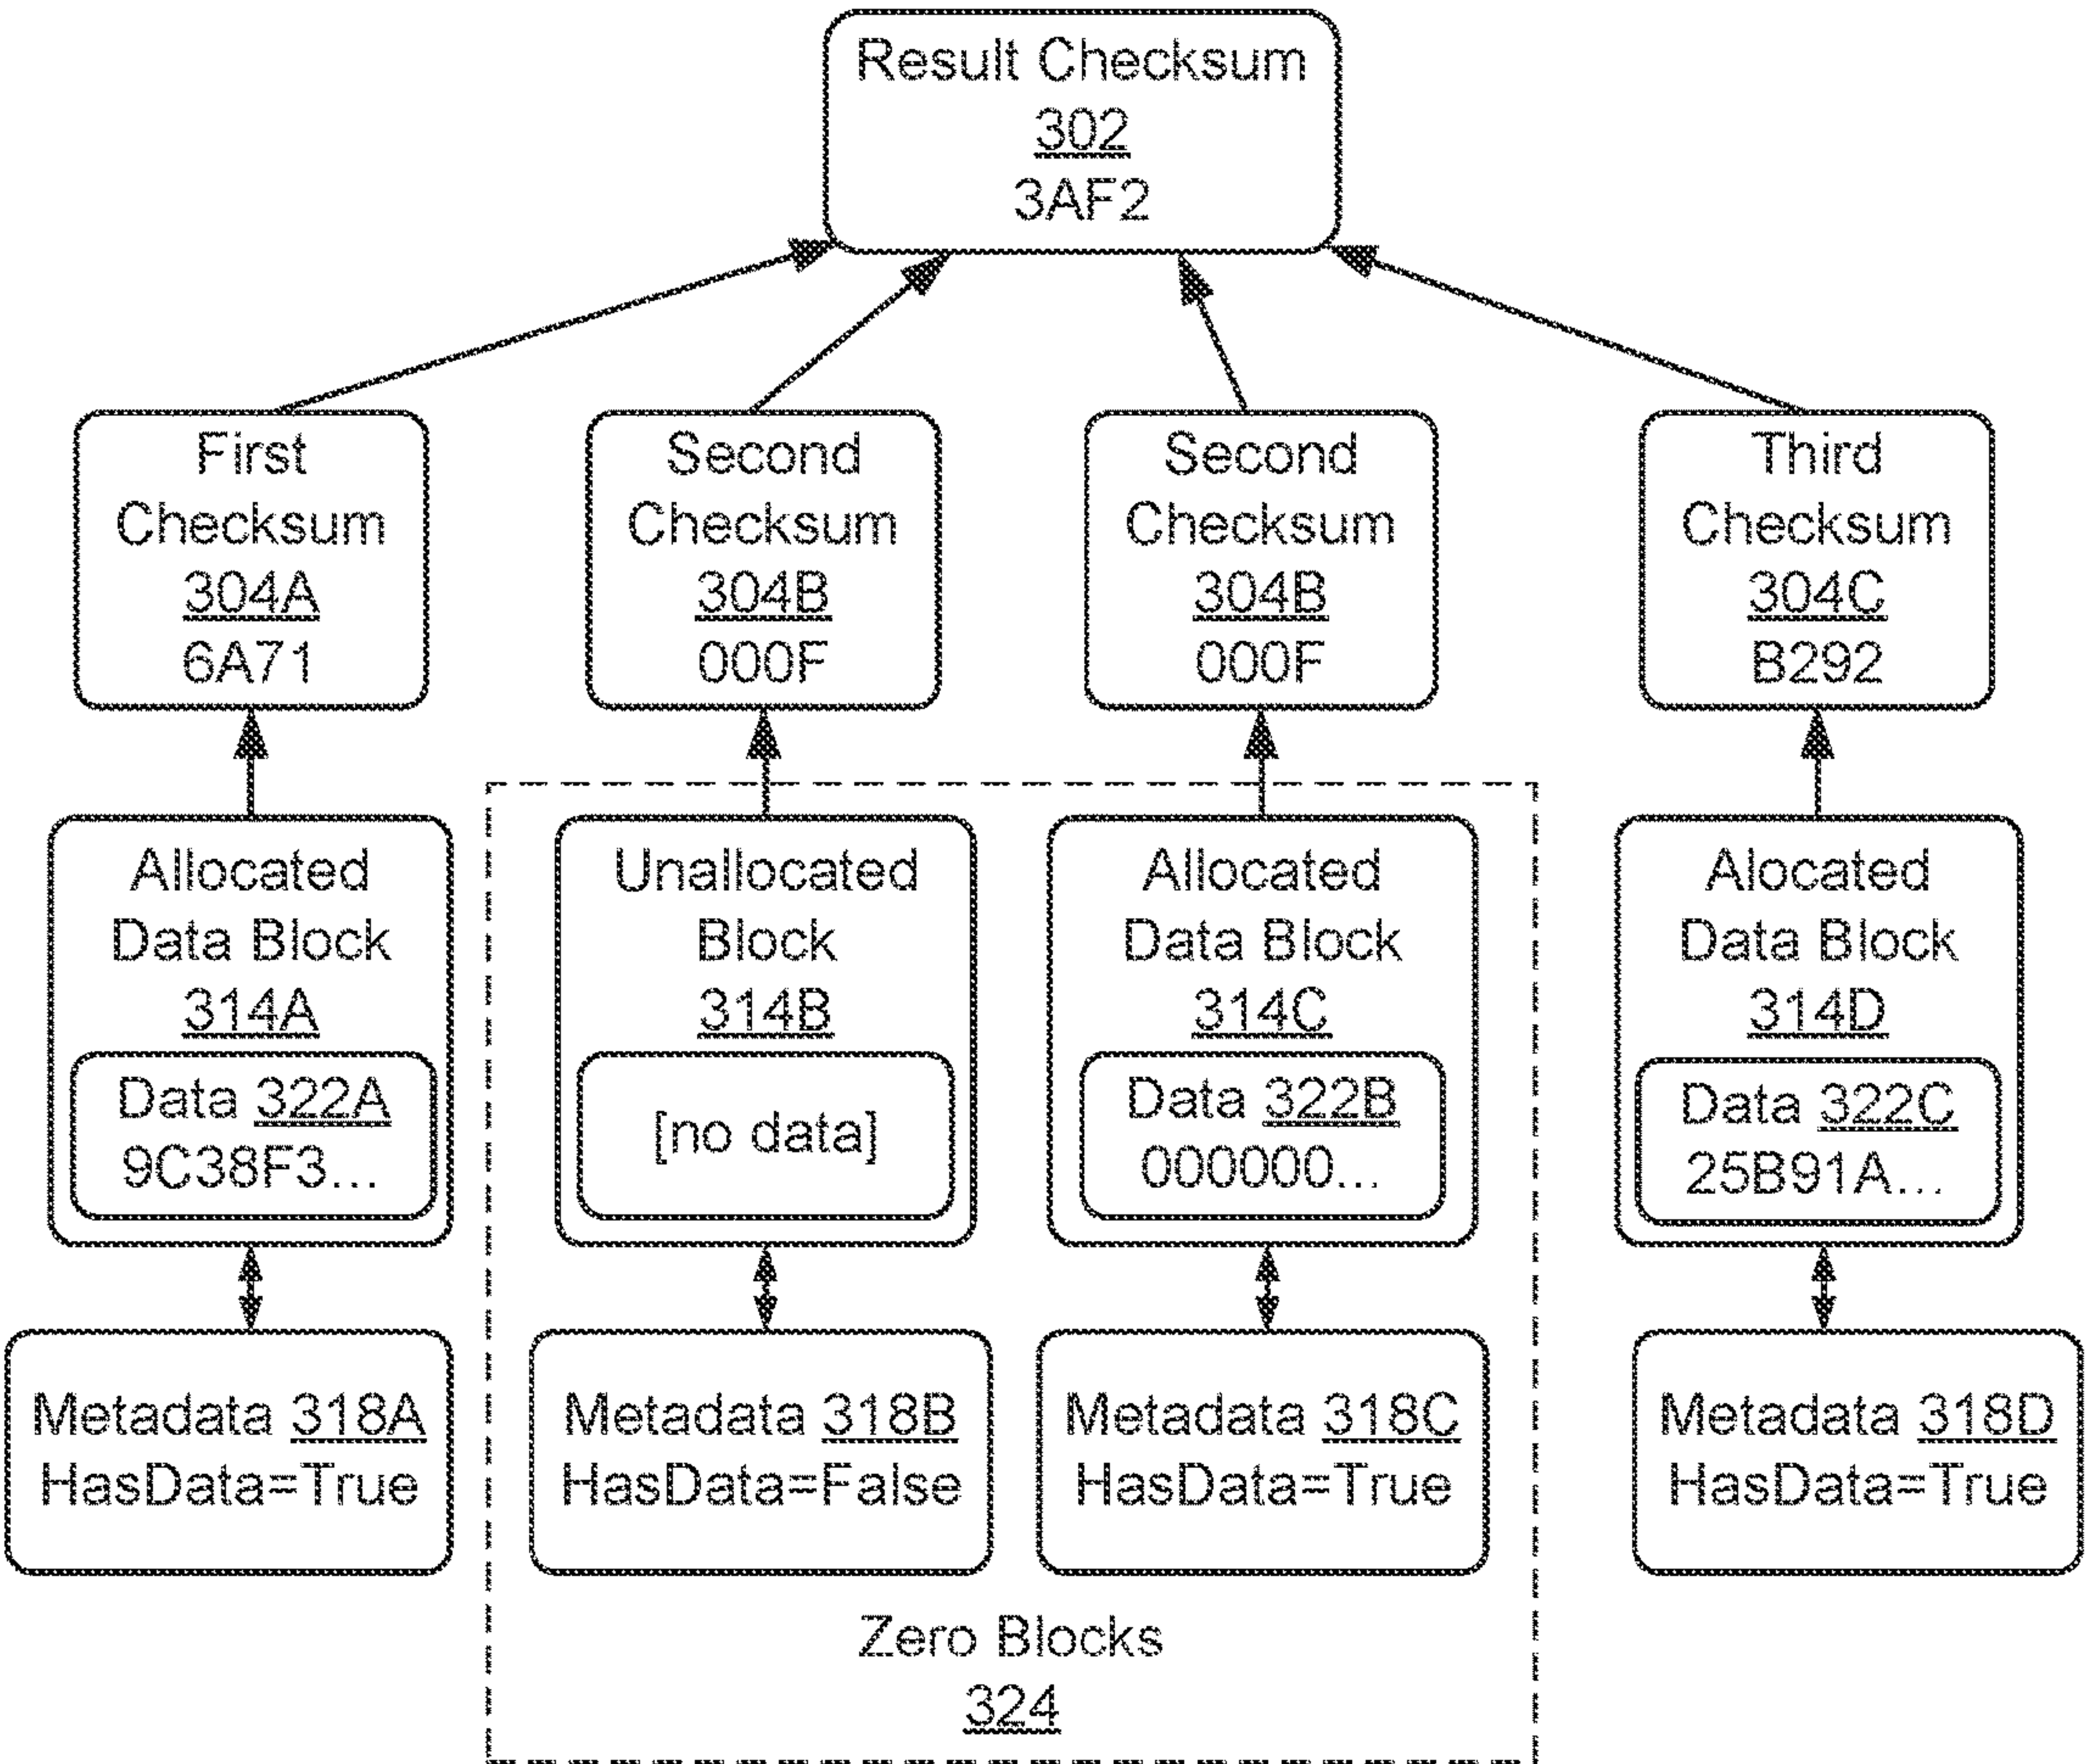 Result Checksum
302
3AF2
First
Checksum
304A
6A71
Second
Checksum
304B
000F
Second
Checksum
304B
000F
Third
Checksum
304C
B292
Allocated
Data Block
314A
Data 322A
9C38F3...
Unallocated
Block
314B
[no data]
Allocated
Data Block
314C
Data 322B
000000...
Alocated
Data Block
314D
Data 322C
25B91A...
Metadata 318A
HasData=True
Metadata 318B
HasData=False
Metadata 318C
HasData=True
Metadata 318D
HasData=True
Zero Blocks
324